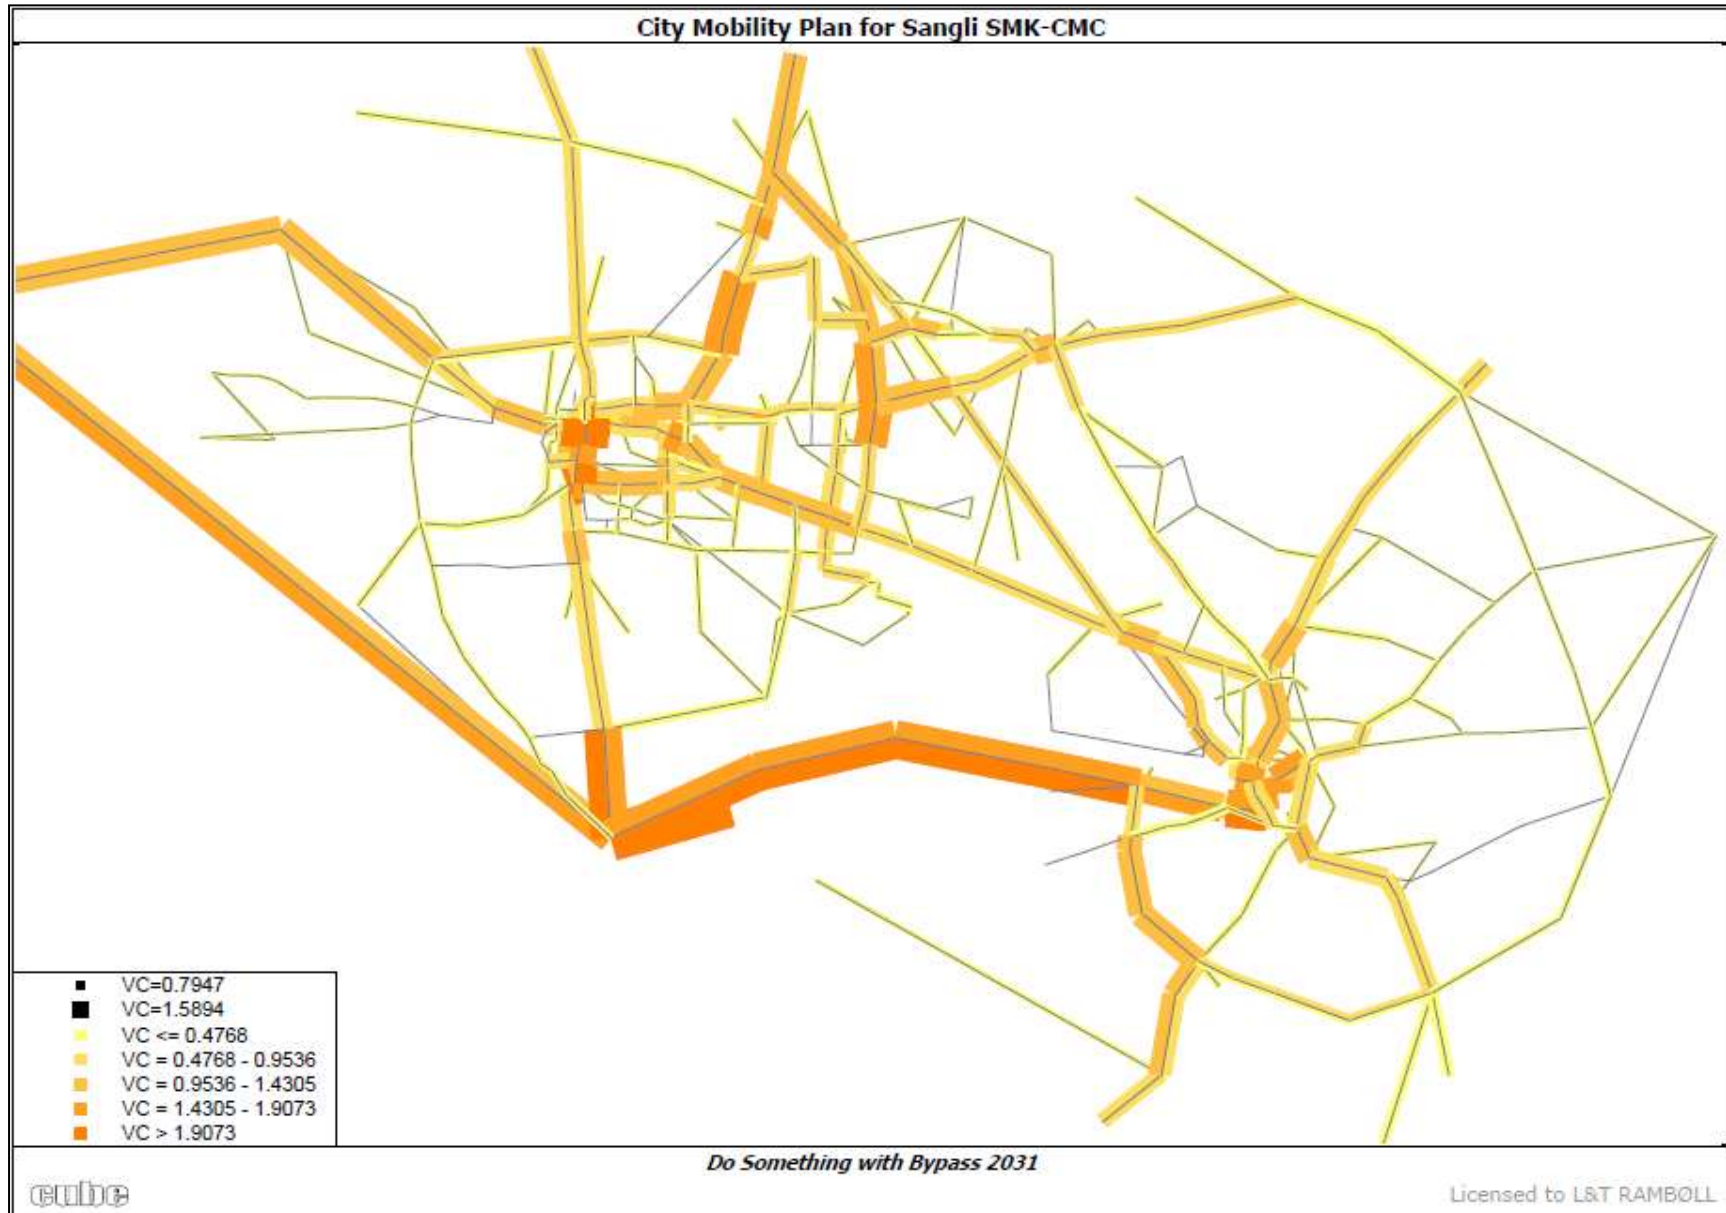 City Mobility Plan for Sangli SMK-CMC
VC=0.7947
VC=1.5894
VC <= 0.4768
VC = 0.4768 - 0.9536
VC = 0.9536 - 1.4305
VC = 1.4305 - 1.9073
VC > 1.9073
Do Something with Bypass 2031
cube
Licensed to L&T RAMBØLL